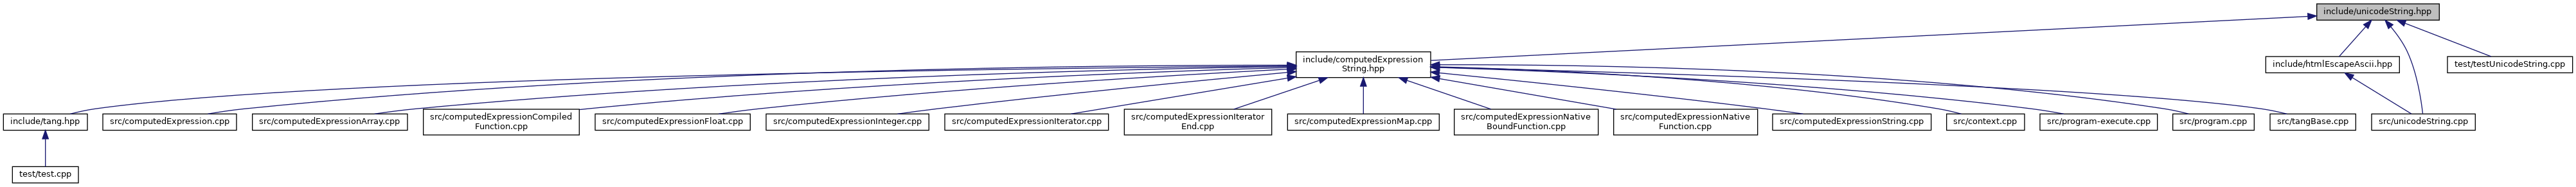 include/unicodeString.hpp
include/computedExpression
String.hpp
include/htmlEscapeAscii.hpp
test/testUnicodeString.cpp
include/tang.hpp
src/computedExpression.cpp
src/computedExpressionArray.cpp
src/computedExpressionCompiled
Function.cpp
src/computedExpressionFloat.cpp
src/computedExpressionInteger.cpp
src/computedExpressionIterator.cpp
src/computedExpressionIterator
End.cpp
src/computedExpressionMap.cpp
src/computedExpressionNative
BoundFunction.cpp
src/computedExpressionNative
Function.cpp
src/computedExpressionString.cpp
src/context.cpp
src/program-execute.cpp
src/program.cpp
src/tangBase.cpp
src/unicodeString.cpp
test/test.cpp